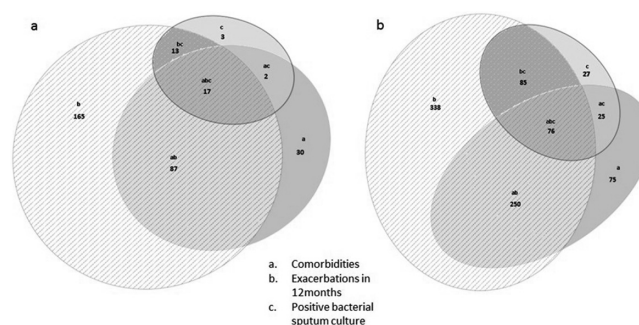 a
b
c
3
bc
13
ac
2
abc
17
b
165
a
30
ab
87
c
27
bc
85
ac
25
b
338
abc
76
a
75
ab
250
a. Comorbidities
b. Exacerbations in
12months
c. Positive bacterial
sputum culture